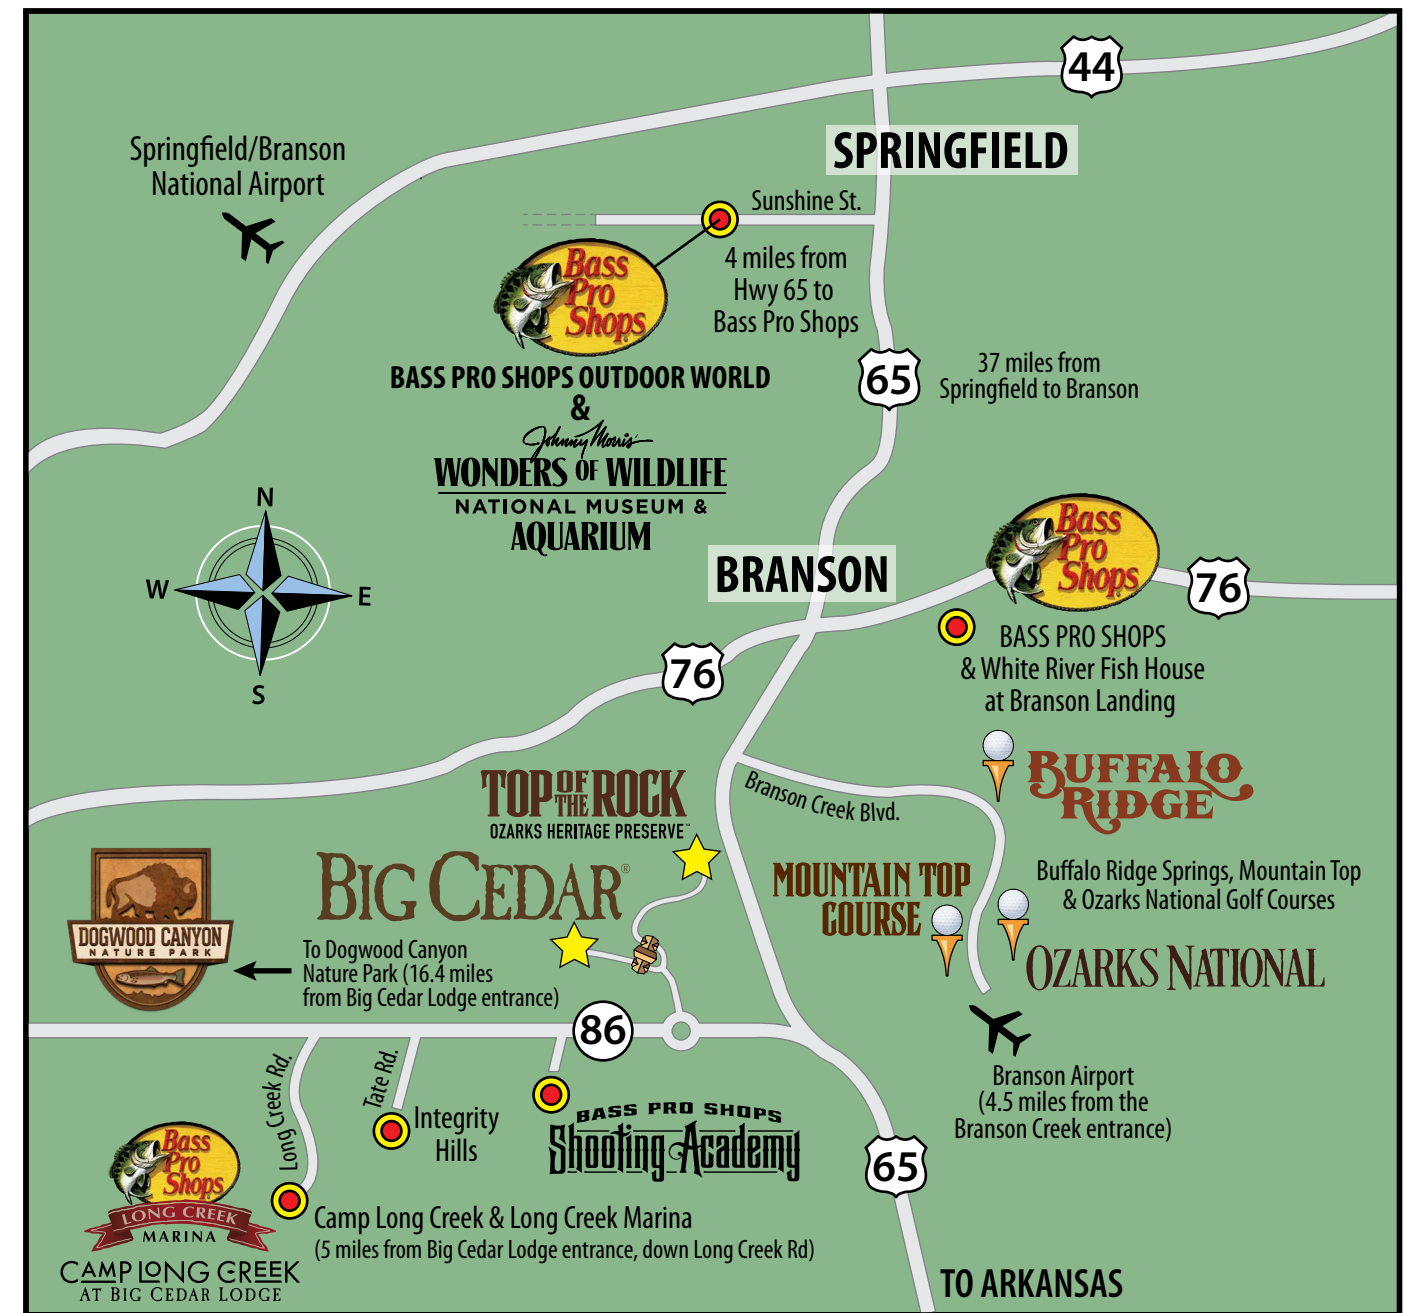 44
SPRINGFIELD
Springfield/Branson
National Airport
Sunshine St.
4 miles from
Hwy 65 to
Bass Pro Shops
Bass
Pro
Shops
BASS PRO SHOPS OUTDOOR WORLD
&
Johnny Morris'
WONDERS OF WILDLIFE
NATIONAL MUSEUM &
AQUARIUM
65
37 miles from
Springfield to Branson
N
W
E
S
BRANSON
Bass
Pro
Shops
76
BASS PRO SHOPS
& White River Fish House
at Branson Landing
76
TOP OF THE ROCK
OZARKS HERITAGE PRESERVE™
Branson Creek Blvd.
BUFFALO
RIDGE
BIG CEDAR®
MOUNTAIN TOP
COURSE
Buffalo Ridge Springs, Mountain Top
& Ozarks National Golf Courses
OZARKS NATIONAL
DOGWOOD CANYON
NATURE PARK
To Dogwood Canyon
Nature Park (16.4 miles
from Big Cedar Lodge entrance)
86
Branson Airport
(4.5 miles from the
Branson Creek entrance)
Long Creek Rd.
Tate Rd.
Integrity
Hills
BASS PRO SHOPS
Shooting Academy
65
Bass
Pro
Shops
LONG CREEK
MARINA
CAMP LONG CREEK
AT BIG CEDAR LODGE
Camp Long Creek & Long Creek Marina
(5 miles from Big Cedar Lodge entrance, down Long Creek Rd)
TO ARKANSAS